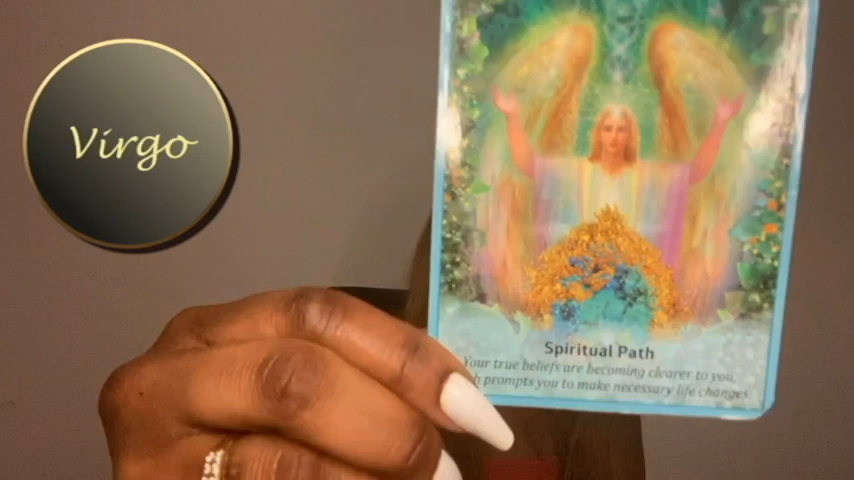 Virgo
Spiritual Path
Your true beliefs are becoming clearer to you,
prompts you to make necessary life changes